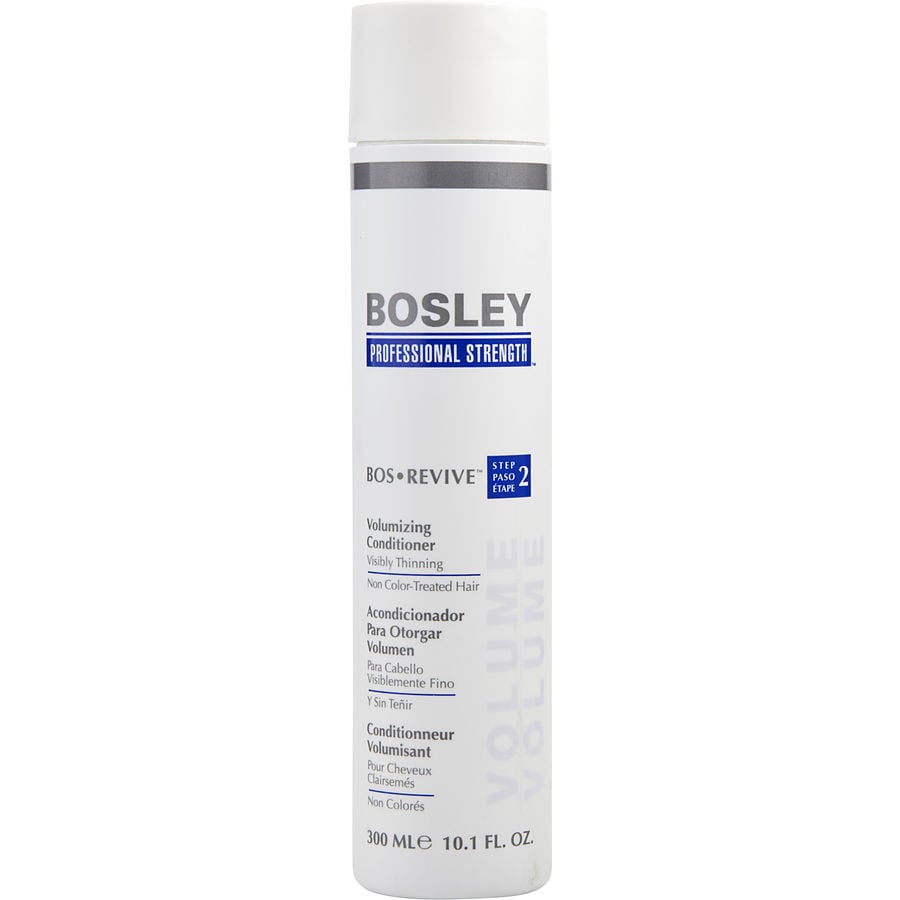 BOSLEY
PROFESSIONAL STRENGTH™
BOS•REVIVE™
STEP
PASO
ÉTAPE
2
Volumizing
Conditioner
Visibly Thinning
Non Color-Treated Hair
Acondicionador
Para Otorgar
Volumen
Para Cabello
Visiblemente Fino
Y Sin Teñir
Conditionneur
Volumisant
Pour Cheveux
Clairsemés
Non Colorés
VOLUME
VOLUME
300 ML℮ 10.1 FL. OZ.